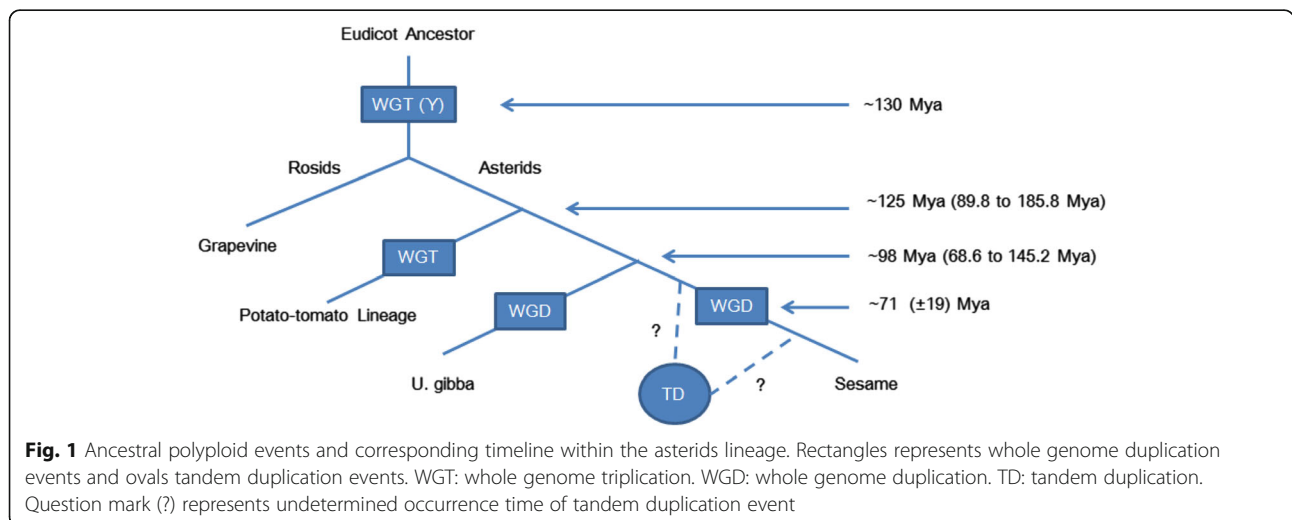 Eudicot Ancestor
WGT (Y)
~130 Mya
Rosids
Asterids
~125 Mya (89.8 to 185.8 Mya)
Grapevine
WGT
~98 Mya (68.6 to 145.2 Mya)
Potato-tomato Lineage
WGD
WGD
~71 (±19) Mya
?
U. gibba
TD
?
Sesame
Fig. 1 Ancestral polyploid events and corresponding timeline within the asterids lineage. Rectangles represents whole genome duplication
events and ovals tandem duplication events. WGT: whole genome triplication. WGD: whole genome duplication. TD: tandem duplication.
Question mark (?) represents undetermined occurrence time of tandem duplication event